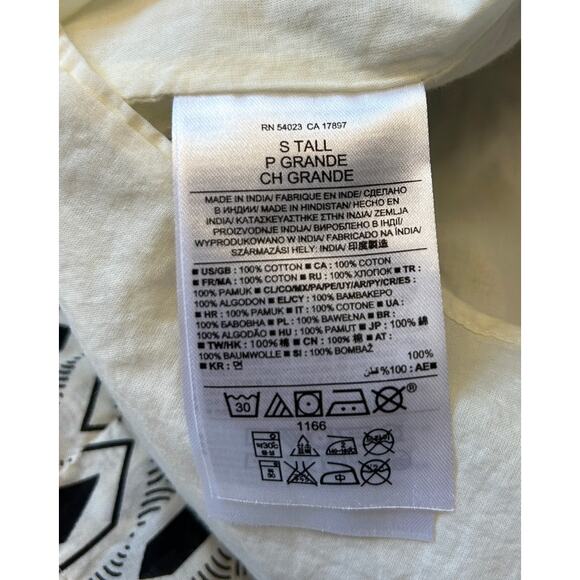 RN 54023 CA 17897
S TALL
P GRANDE
CH GRANDE
MADE IN INDIA/ FABRIQUE EN INDE/ СДЕЛАНО
В ИНДИИ/ MADE IN HINDISTAN/ HECHO EN
INDIA/ ΚΑΤΑΣΚΕΥΑΣΤΗΚΕ ΣΤΗΝ ΙΝΔΙΑ/ ZEMLJA
PROIZVODNJE INDIJA/ ВИРОБЛЕНО В ІНДІЇ/
WYPRODUKOWANO W INDIA/ FABRICADO NA ÍNDIA/
SZÁRMAZÁSI HELY: INDIA/ 印度製造
■ US/GB : 100% COTTON ■ CA : 100% COTON
■ FR/MA : 100% COTON ■ RU : 100% ХЛОПОК ■ TR :
100% PAMUK ■ CL/CO/MX/PA/PE/UY/AR/PY/CR/ES :
100% ALGODON ■ EL/CY : 100% ΒΑΜΒΑΚΕΡΟ
■ HR : 100% PAMUK ■ IT : 100% COTONE ■ UA :
100% БАВОВНА ■ PL : 100% BAWELNA ■ BR :
100% ALGODÃO ■ HU : 100% PAMUT ■ JP : 100% 綿
■ TW/HK : 100% 棉 ■ CN : 100% 棉 ■ AT :
100% BAUMWOLLE ■ SI : 100% BOMBAŽ
■ KR : 면 100%
■AE : 100% قطن
30 ®
1166